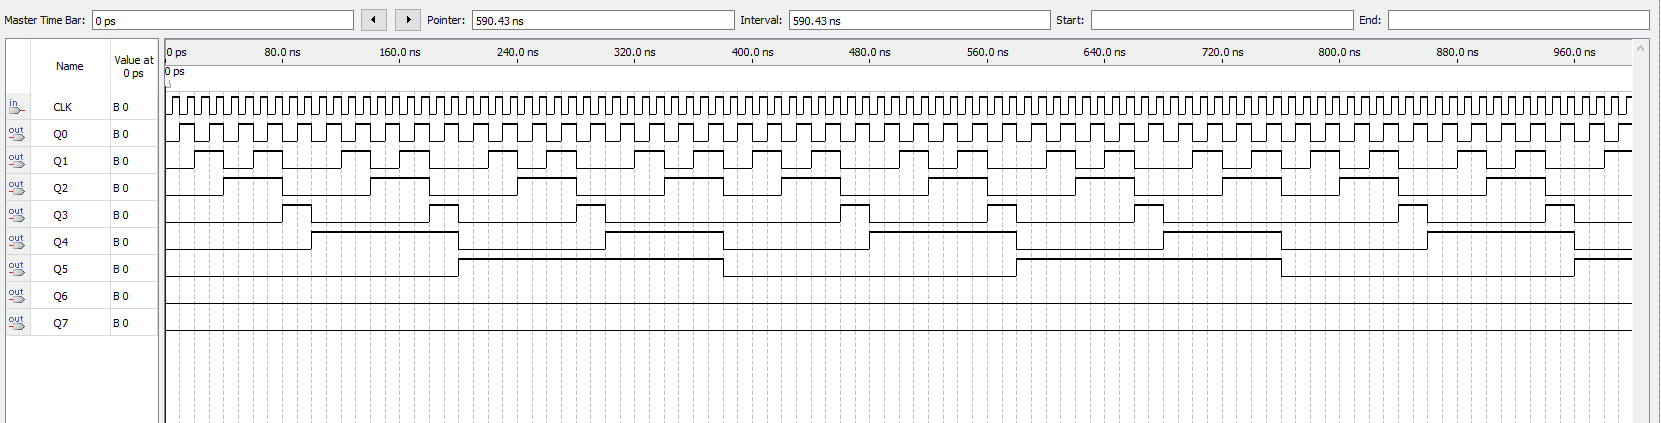 Master Time Bar: 0 ps Pointer: 590.43 ns Interval: 590.43 ns Start: End:
Name Value at 0 ps
0 ps 80.0 ns 160.0 ns 240.0 ns 320.0 ns 400.0 ns 480.0 ns 560.0 ns 640.0 ns 720.0 ns 800.0 ns 880.0 ns 960.0 ns
0 ps
in CLK B 0
out Q0 B 0
out Q1 B 0
out Q2 B 0
out Q3 B 0
out Q4 B 0
out Q5 B 0
out Q6 B 0
out Q7 B 0